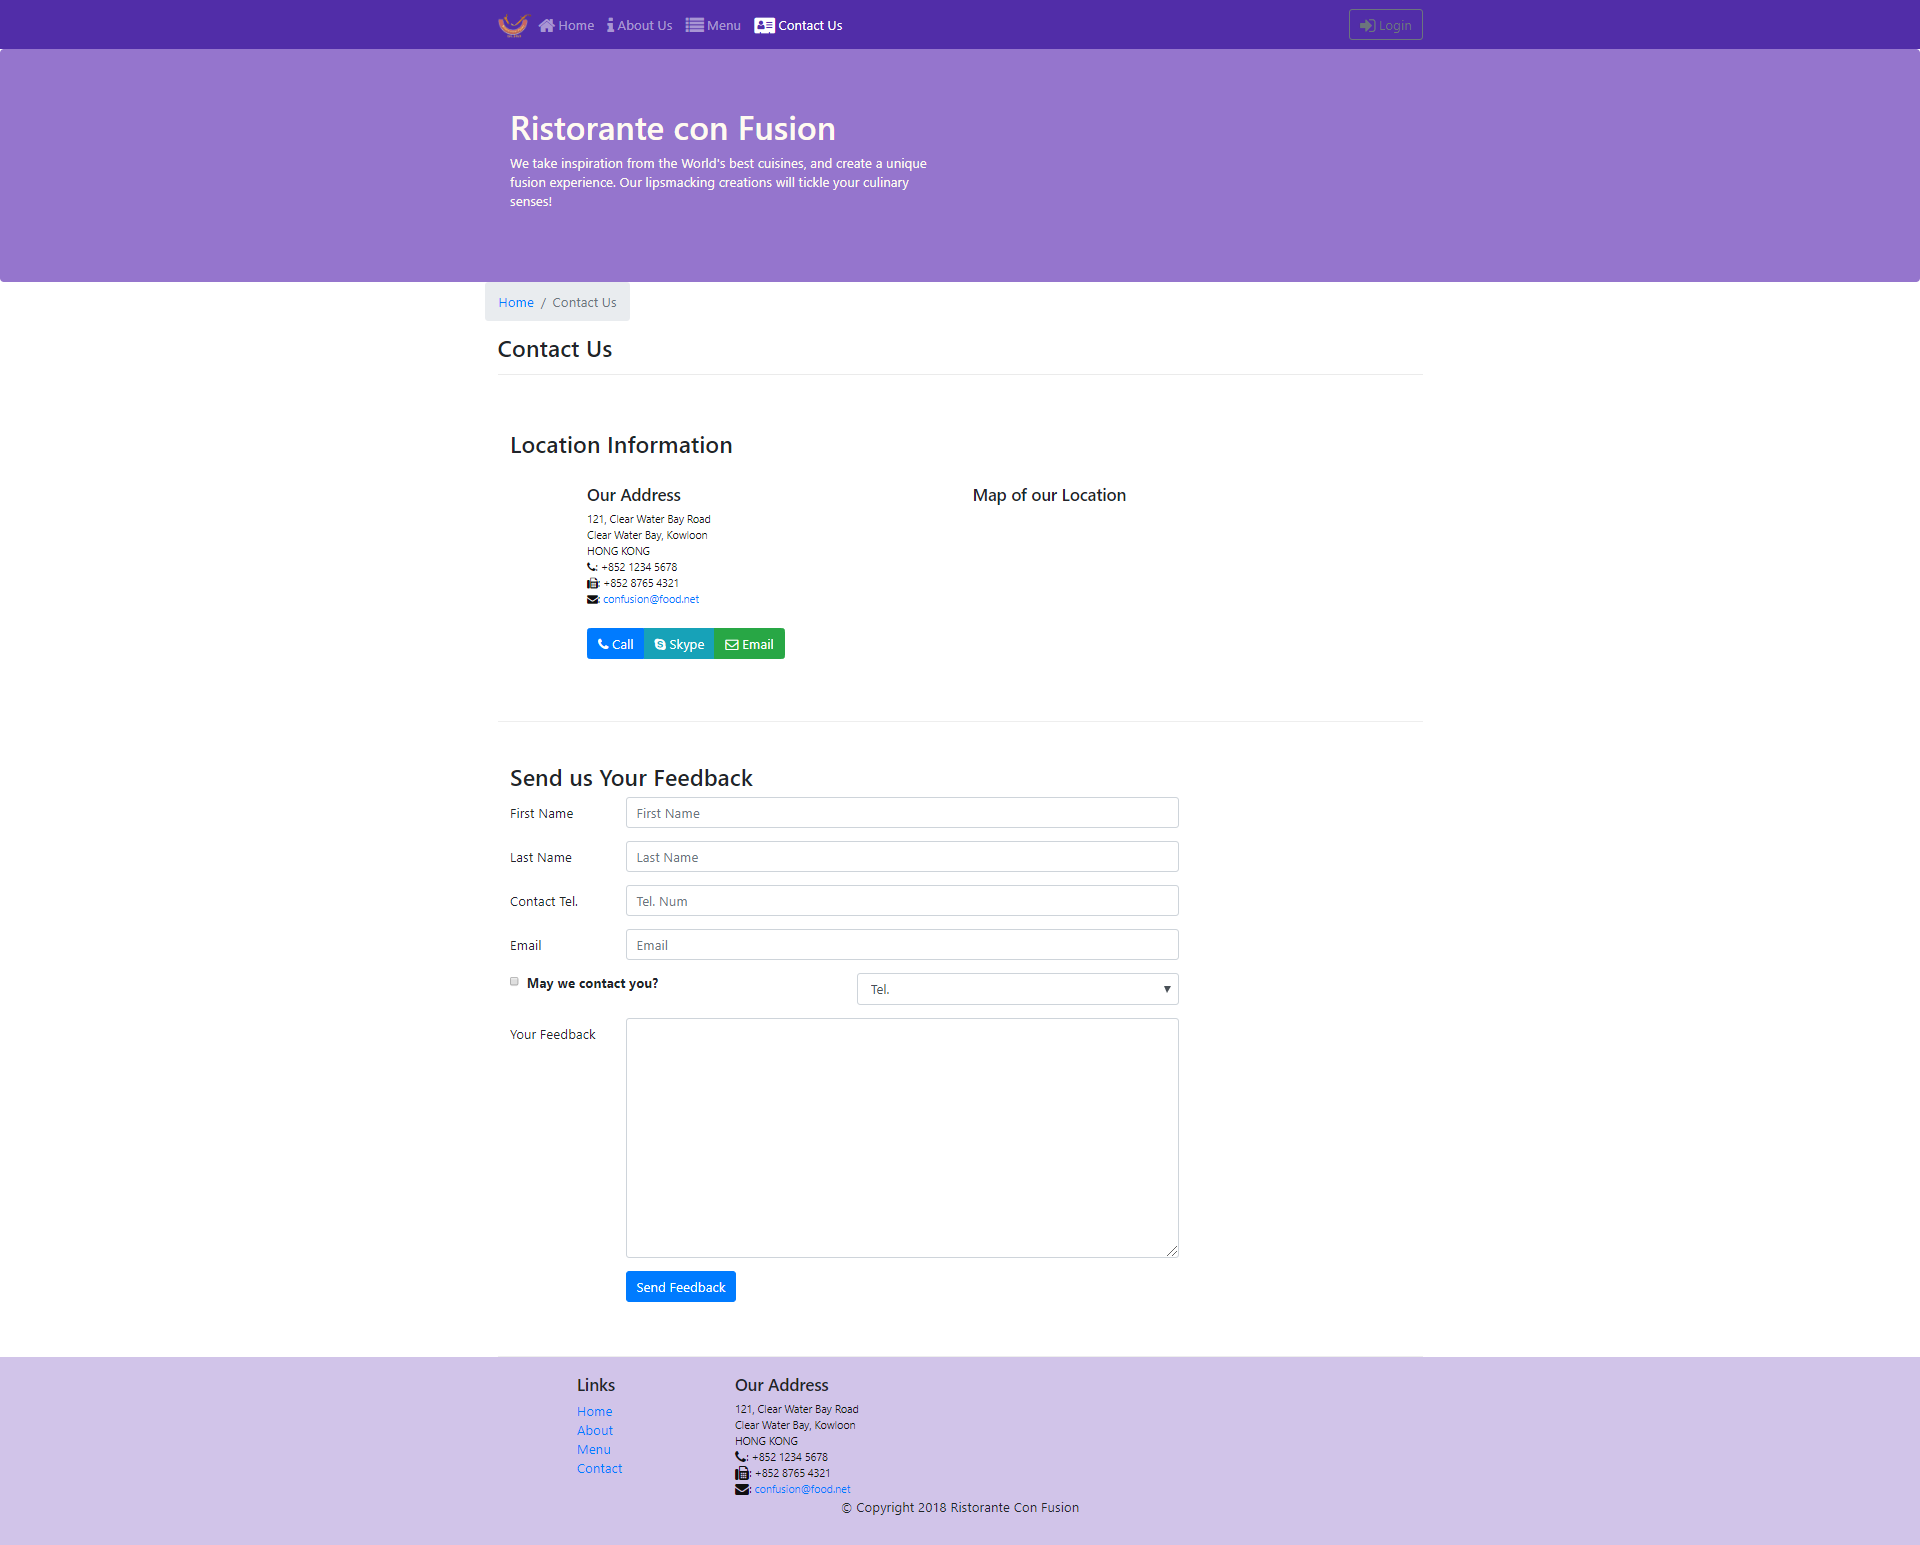 Home About Us Menu Contact Us Login
Ristorante con Fusion
We take inspiration from the World's best cuisines, and create a unique
fusion experience. Our lipsmacking creations will tickle your culinary
senses!
Home / Contact Us
Contact Us
Location Information
Our Address
121, Clear Water Bay Road
Clear Water Bay, Kowloon
HONG KONG
: +852 1234 5678
: +852 8765 4321
: confusion@food.net
Call Skype Email
Map of our Location
Send us Your Feedback
First Name First Name
Last Name Last Name
Contact Tel. Tel. Num
Email Email
May we contact you? Tel.
Your Feedback
Send Feedback
Links
Home
About
Menu
Contact
Our Address
121, Clear Water Bay Road
Clear Water Bay, Kowloon
HONG KONG
: +852 1234 5678
: +852 8765 4321
: confusion@food.net
© Copyright 2018 Ristorante Con Fusion